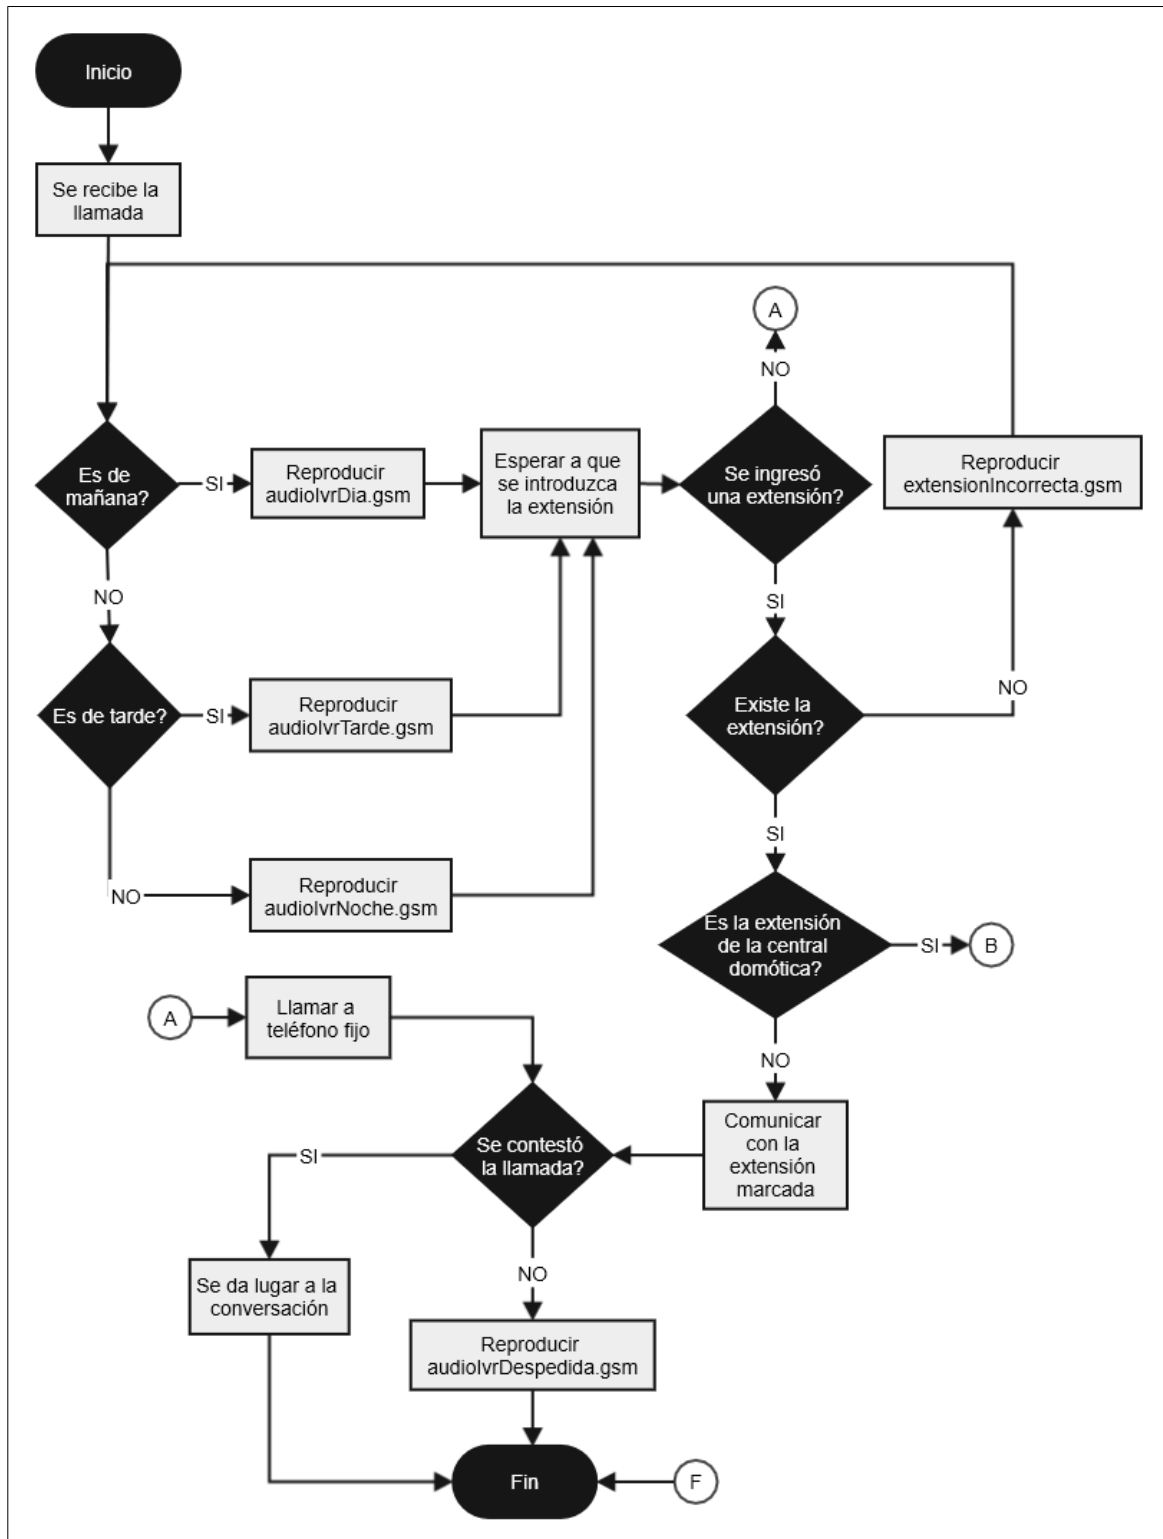 Inicio
Se recibe la
llamada
A
NO
Es de
mañana?
SI
Reproducir
audioIvrDia.gsm
Esperar a que
se introduzca
la extensión
Se ingresó
una extensión?
Reproducir
extensionIncorrecta.gsm
NO
SI
Es de tarde?
SI
Reproducir
audioIvrTarde.gsm
Existe la
extensión?
NO
SI
NO
Reproducir
audioIvrNoche.gsm
Es la extensión
de la central
domótica?
SI
B
A
Llamar a
teléfono fijo
NO
Se contestó
la llamada?
SI
Comunicar
con la
extensión
marcada
NO
Se da lugar a la
conversación
Reproducir
audioIvrDespedida.gsm
Fin
F